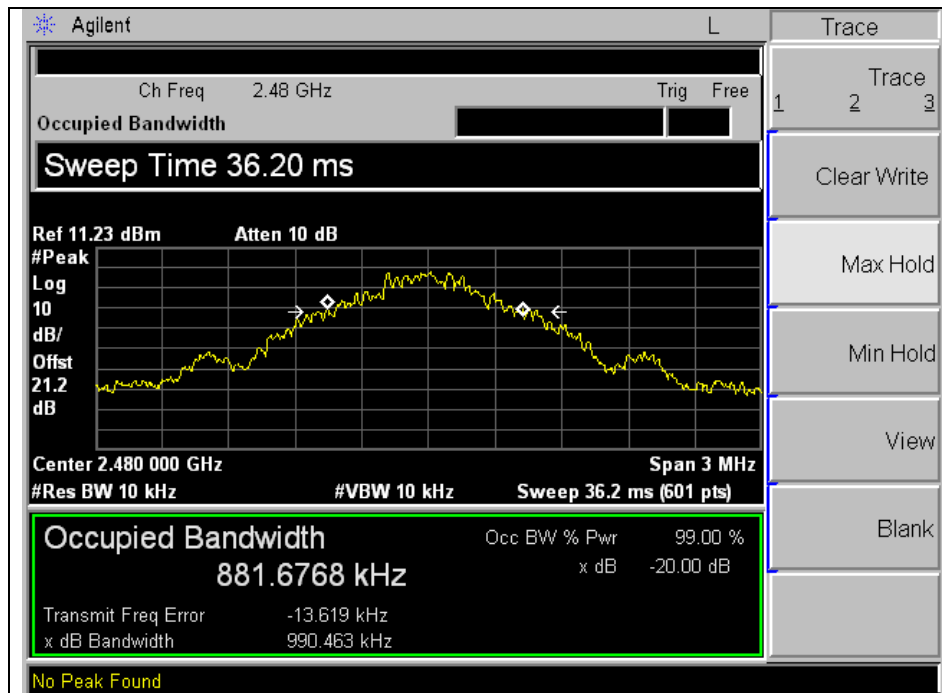 Agilent L Trace
Ch Freq 2.48 GHz Trig Free
Occupied Bandwidth
Sweep Time 36.20 ms
Ref 11.23 dBm Atten 10 dB
#Peak
Log
10
dB/
Offst
21.2
dB
Center 2.480 000 GHz Span 3 MHz
#Res BW 10 kHz #VBW 10 kHz Sweep 36.2 ms (601 pts)
Occupied Bandwidth
881.6768 kHz
Occ BW % Pwr 99.00 %
x dB -20.00 dB
Transmit Freq Error -13.619 kHz
x dB Bandwidth 990.463 kHz
No Peak Found
Trace
1 2 3
Clear Write
Max Hold
Min Hold
View
Blank